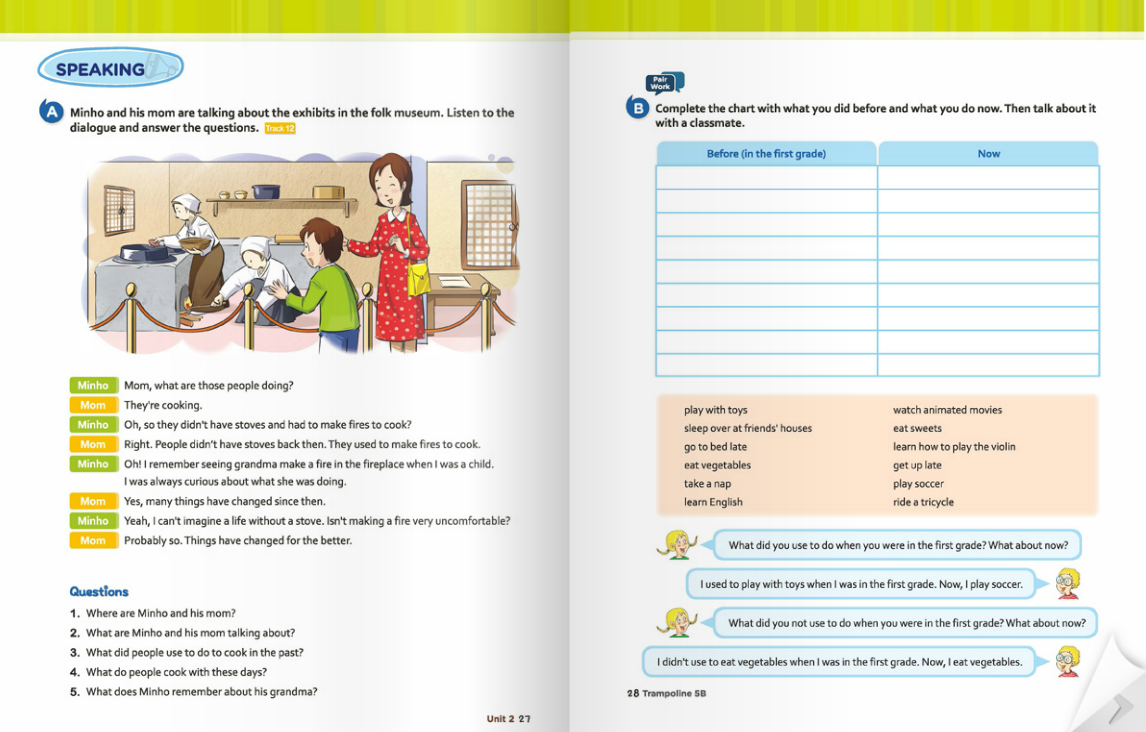 SPEAKING
A
Minho and his mom are talking about the exhibits in the folk museum. Listen to the
dialogue and answer the questions. Track 12
Minho Mom, what are those people doing?
Mom They're cooking.
Minho Oh, so they didn't have stoves and had to make fires to cook?
Mom Right. People didn't have stoves back then. They used to make fires to cook.
Minho Oh! I remember seeing grandma make a fire in the fireplace when I was a child.
I was always curious about what she was doing.
Mom Yes, many things have changed since then.
Minho Yeah, I can't imagine a life without a stove. Isn't making a fire very uncomfortable?
Mom Probably so. Things have changed for the better.
Questions
1. Where are Minho and his mom?
2. What are Minho and his mom talking about?
3. What did people use to do to cook in the past?
4. What do people cook with these days?
5. What does Minho remember about his grandma?
Unit 2 27
Pair
Work
B
Complete the chart with what you did before and what you do now. Then talk about it
with a classmate.
Before (in the first grade) Now
play with toys watch animated movies
sleep over at friends' houses eat sweets
go to bed late learn how to play the violin
eat vegetables get up late
take a nap play soccer
learn English ride a tricycle
What did you use to do when you were in the first grade? What about now?
I used to play with toys when I was in the first grade. Now, I play soccer.
What did you not use to do when you were in the first grade? What about now?
I didn't use to eat vegetables when I was in the first grade. Now, I eat vegetables.
28 Trampoline 5B